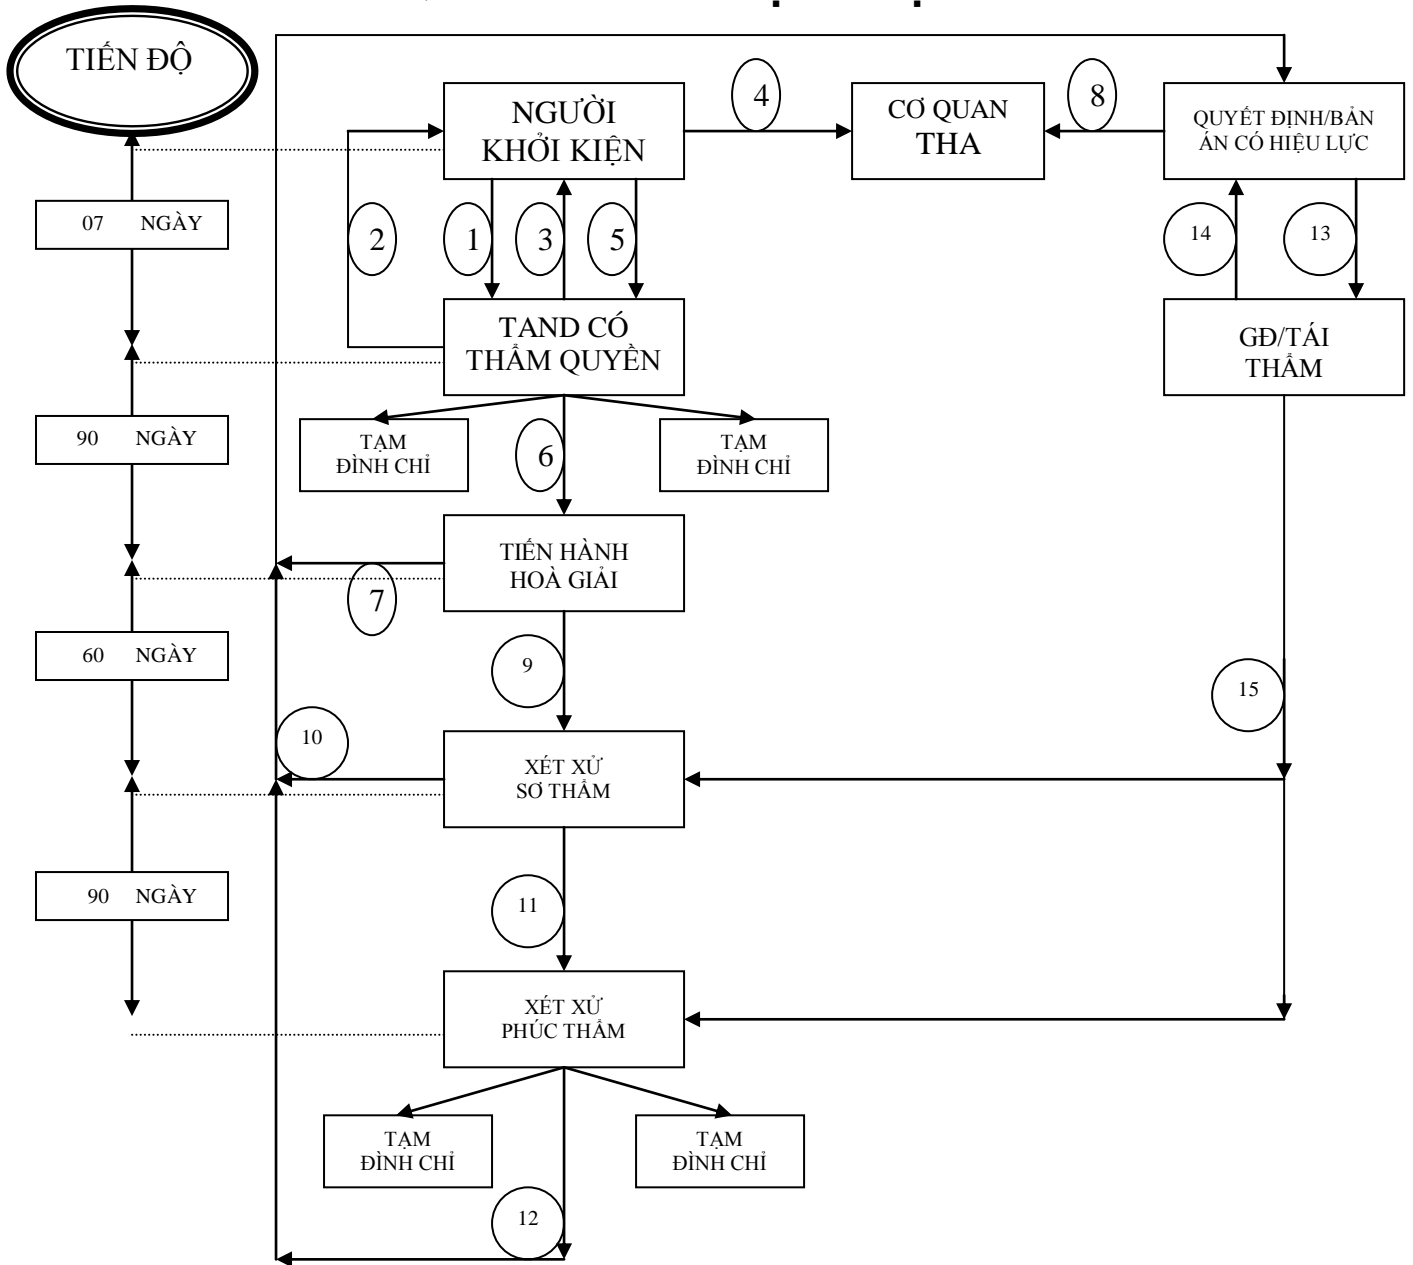 TIẾN ĐỘ
NGƯỜI
KHỞI KIỆN
4
CƠ QUAN
THA
8
QUYẾT ĐỊNH/BẢN
ÁN CÓ HIỆU LỰC
07 NGÀY
2
1
3
5
14
13
TAND CÓ
THẨM QUYỀN
GĐ/TÁI
THẨM
90 NGÀY
TẠM
ĐÌNH CHỈ
6
TẠM
ĐÌNH CHỈ
TIẾN HÀNH
HOÀ GIẢI
7
60 NGÀY
9
15
10
XÉT XỬ
SƠ THẨM
90 NGÀY
11
XÉT XỬ
PHÚC THẨM
TẠM
ĐÌNH CHỈ
TẠM
ĐÌNH CHỈ
12